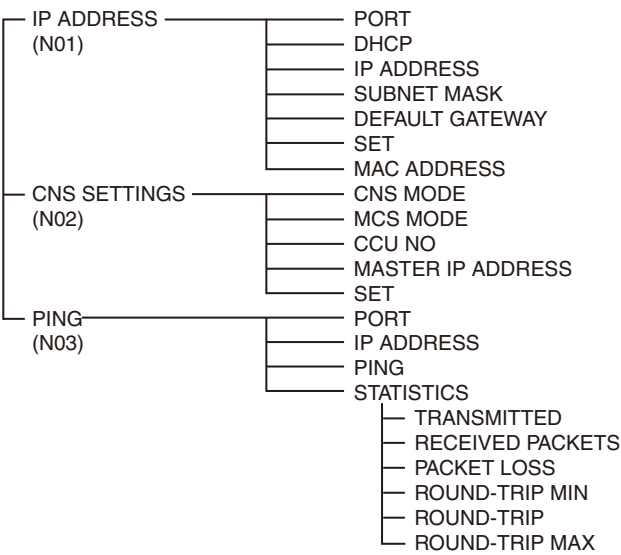 IP ADDRESS
(N01)
PORT
DHCP
IP ADDRESS
SUBNET MASK
DEFAULT GATEWAY
SET
MAC ADDRESS
CNS SETTINGS
(N02)
CNS MODE
MCS MODE
CCU NO
MASTER IP ADDRESS
SET
PING
(N03)
PORT
IP ADDRESS
PING
STATISTICS
TRANSMITTED
RECEIVED PACKETS
PACKET LOSS
ROUND-TRIP MIN
ROUND-TRIP
ROUND-TRIP MAX